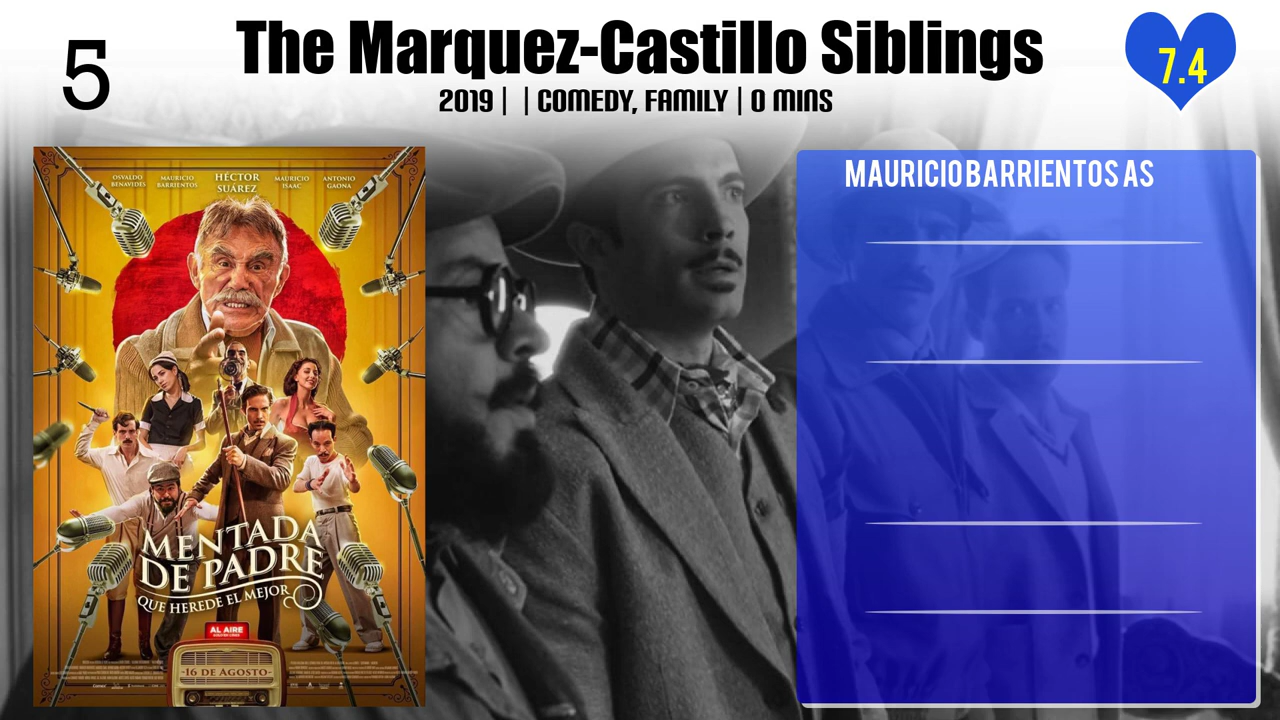 5
The Marquez-Castillo Siblings
7.4
2019 | | COMEDY, FAMILY | 0 MINS
MAURICIO BARRIENTOS AS
OSVALDO BENAVIDES
MAURICIO BARRIENTOS
HÉCTOR SUÁREZ
MAURICIO ISAAC
ANTONIO GAONA
MENTADA
DE PADRE
QUE HEREDE EL MEJOR
AL AIRE
-16 DE AGOSTO-